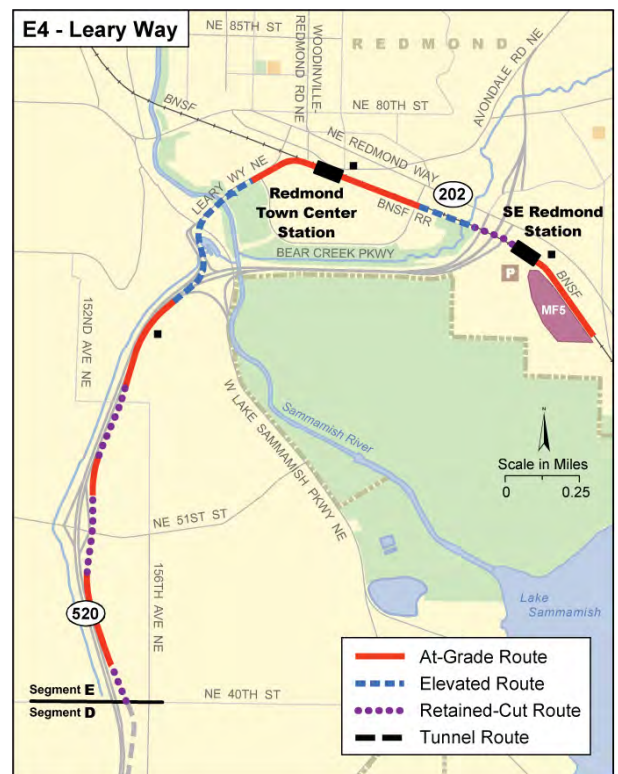 E4 - Leary Way
NE 85TH ST
WOODINVILLE-
REDMOND RD NE
REDMOND
AVONDALE RD NE
BNSF
NE 80TH ST
NE REDMOND WAY
LEARY WY NE
Redmond
Town Center
Station
202
BNSF RR
SE Redmond
Station
BEAR CREEK PKWY
P
BNSF
MF5
152ND AVE NE
W LAKE SAMMAMISH PKWY NE
Sammamish River
N
Scale in Miles
0 0.25
NE 51ST ST
156TH AVE NE
520
Lake
Sammamish
Segment E
Segment D
NE 40TH ST
At-Grade Route
Elevated Route
Retained-Cut Route
Tunnel Route